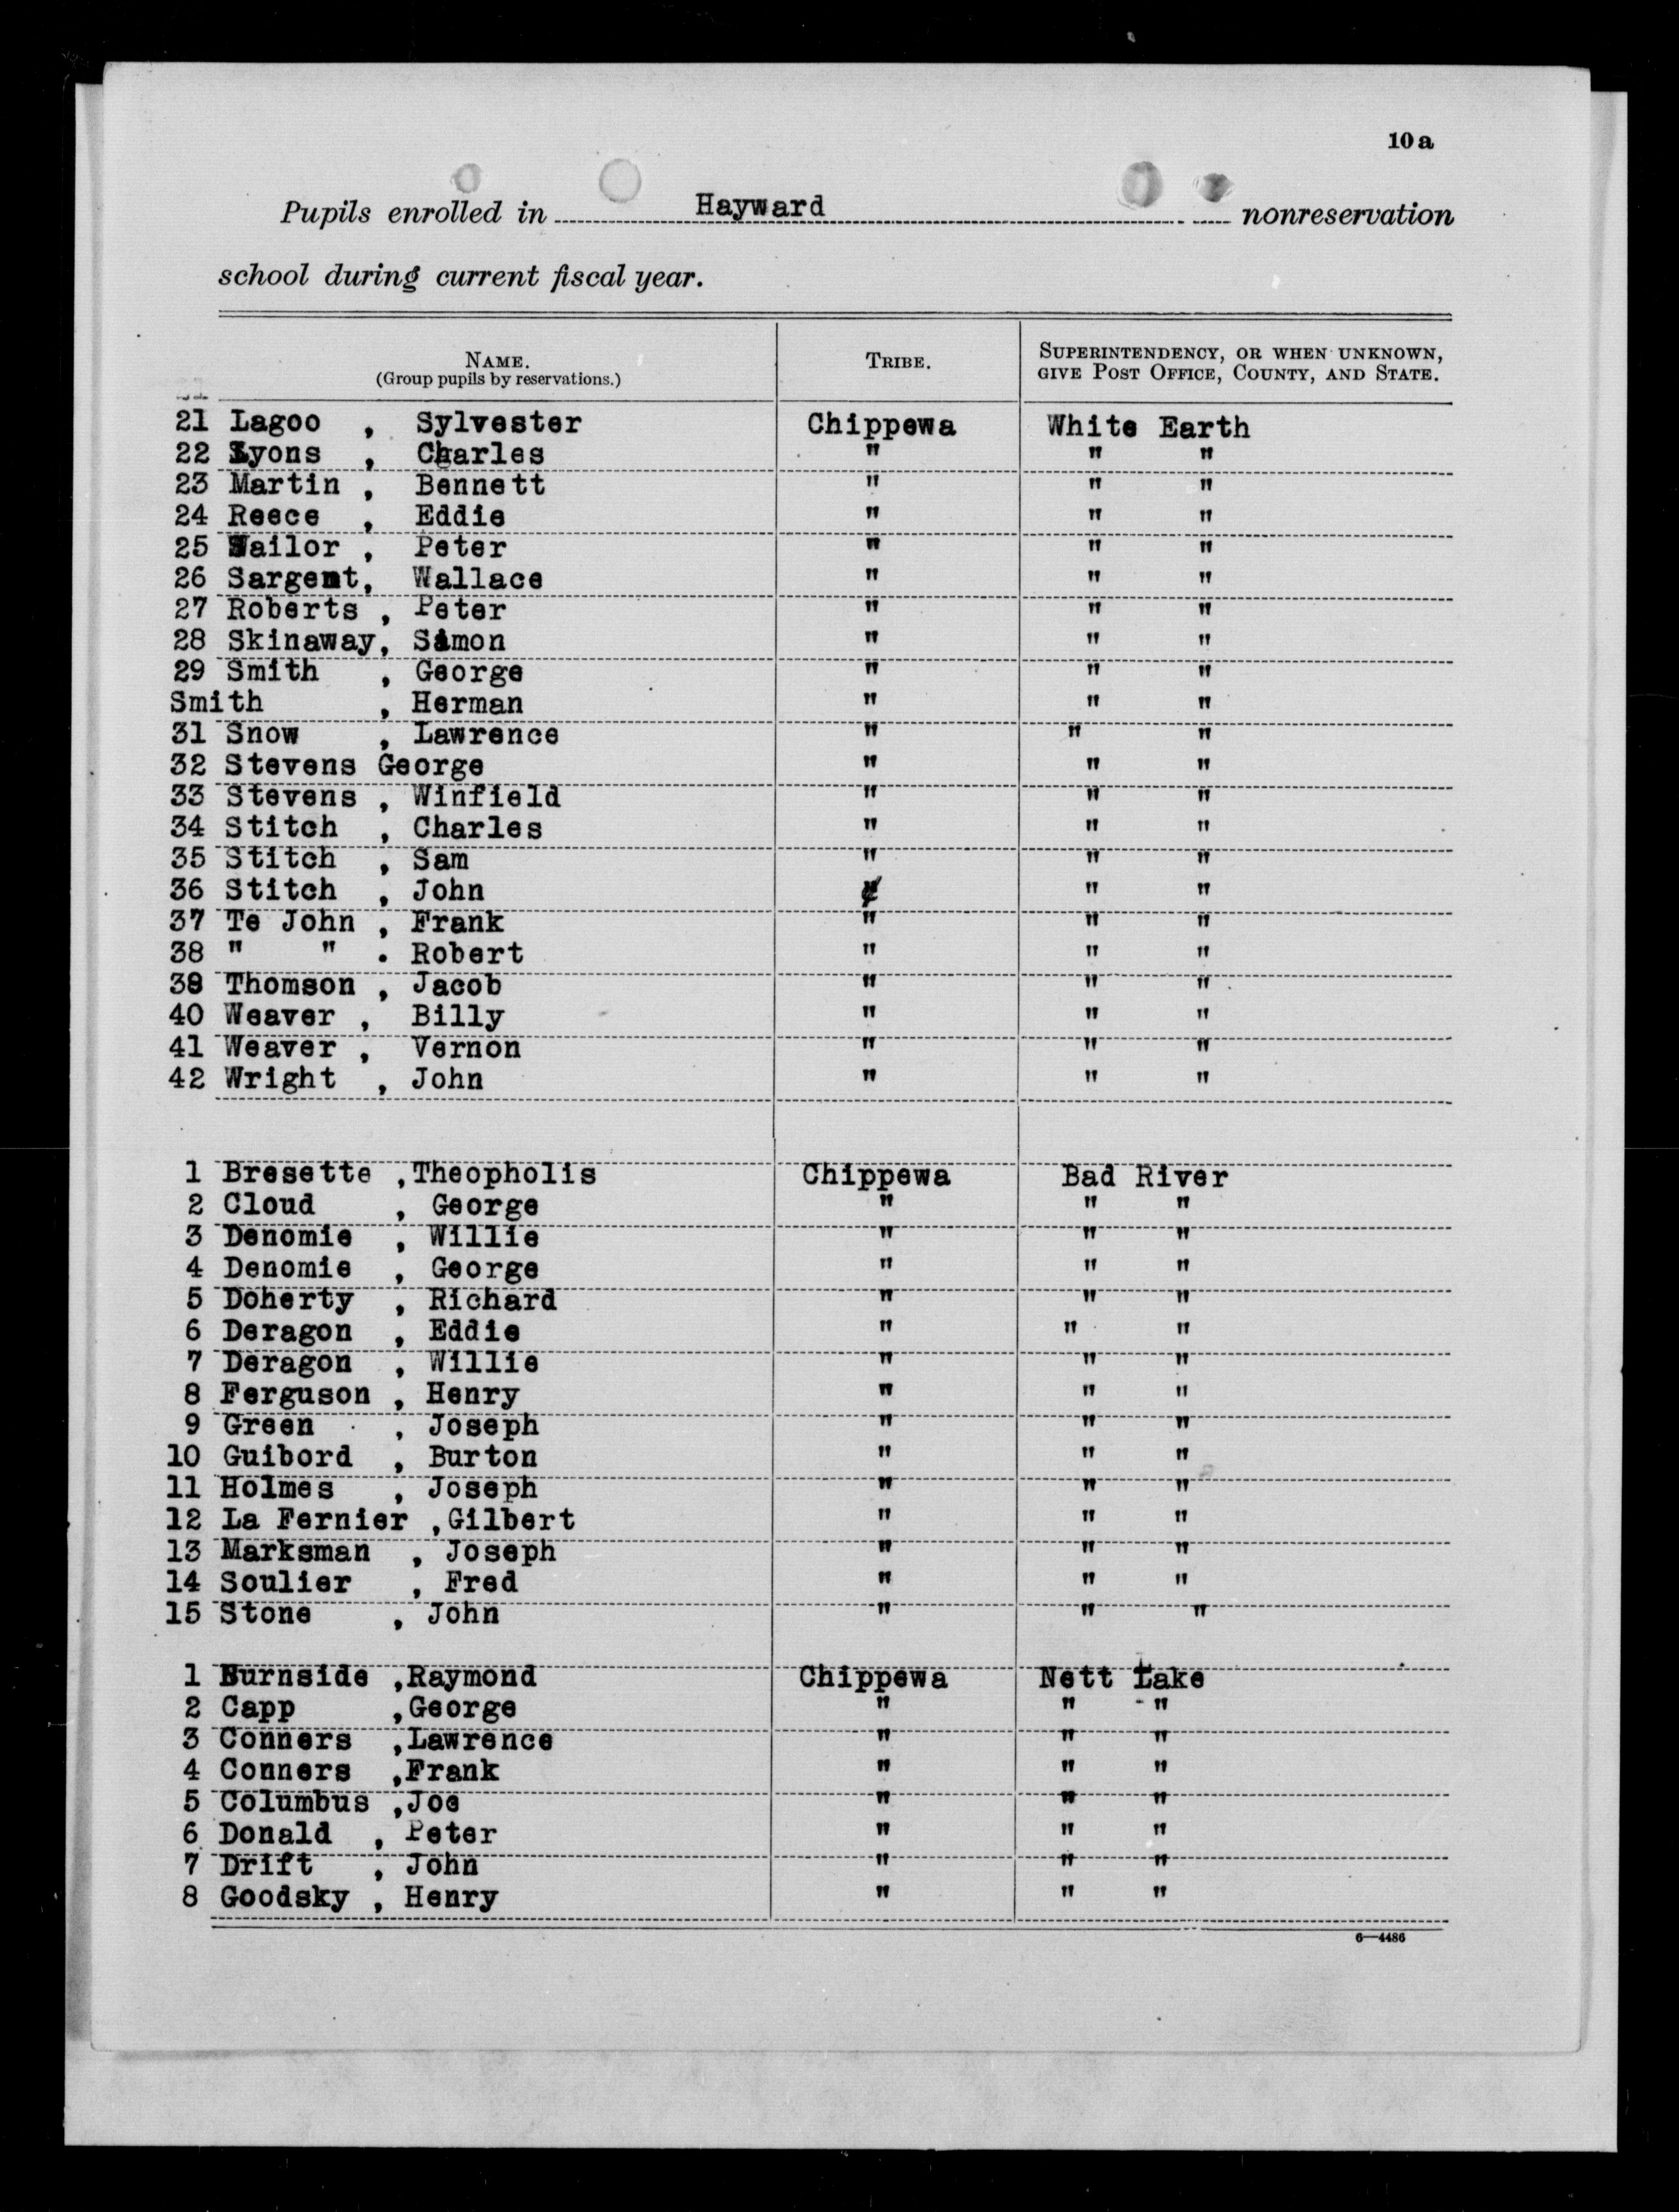 10a
Pupils enrolled in Hayward nonreservation
school during current fiscal year.
NAME. (Group pupils by reservations.) TRIBE. SUPERINTENDENCY, OR WHEN UNKNOWN, GIVE POST OFFICE, COUNTY, AND STATE.
21 Lagoo , Sylvester Chippewa White Earth
22 Lyons , Charles " " "
23 Martin , Bennett " " "
24 Reece , Eddie " " "
25 Sailor , Peter " " "
26 Sargent, Wallace " " "
27 Roberts , Peter " " "
28 Skinaway, Simon " " "
29 Smith , George " " "
Smith , Herman " " "
31 Snow , Lawrence " " "
32 Stevens George " " "
33 Stevens , Winfield " " "
34 Stitch , Charles " " "
35 Stitch , Sam " " "
36 Stitch , John " " "
37 Te John , Frank " " "
38 " " . Robert " " "
39 Thomson , Jacob " " "
40 Weaver , Billy " " "
41 Weaver , Vernon " " "
42 Wright , John " " "
1 Bresette ,Theopholis Chippewa Bad River
2 Cloud , George " " "
3 Denomie , Willie " " "
4 Denomie , George " " "
5 Doherty , Richard " " "
6 Deragon , Eddie " " "
7 Deragon , Willie " " "
8 Ferguson , Henry " " "
9 Green , Joseph " " "
10 Guibord , Burton " " "
11 Holmes , Joseph " " "
12 La Fernier ,Gilbert " " "
13 Marksman , Joseph " " "
14 Soulier , Fred " " "
15 Stone , John " " "
1 Burnside ,Raymond Chippewa Nett Lake
2 Capp ,George " " "
3 Conners ,Lawrence " " "
4 Conners ,Frank " " "
5 Columbus ,Joe " " "
6 Donald , Peter " " "
7 Drift , John " " "
8 Goodsky , Henry " " "
6—4486